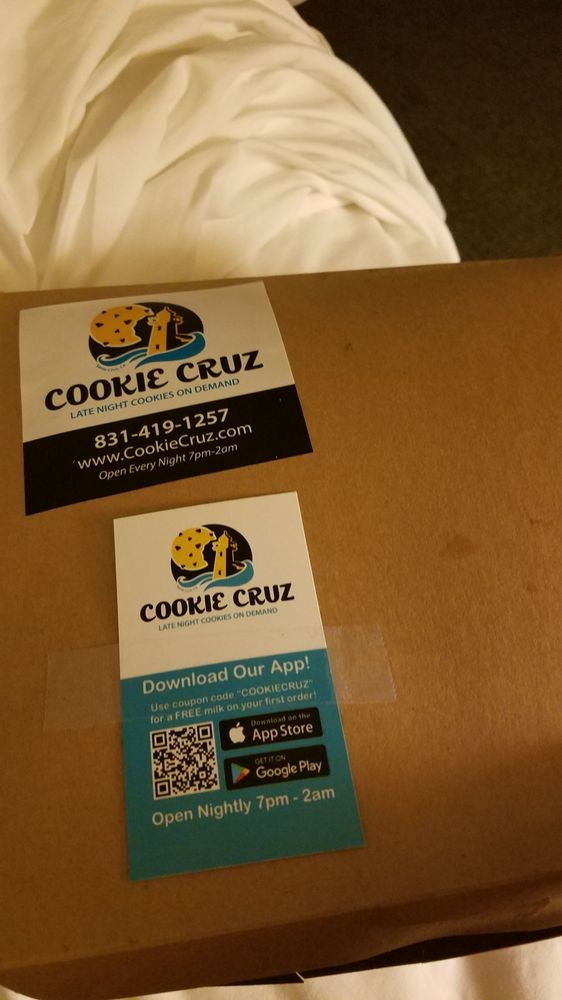 COOKIE CRUZ
LATE NIGHT COOKIES ON DEMAND
831-419-1257
www.CookieCruz.com
Open Every Night 7pm-2am
COOKIE CRUZ
LATE NIGHT COOKIES ON DEMAND
Download Our App!
Use coupon code "COOKIECRUZ"
for a FREE milk on your first order!
Download on the
App Store
GET IT ON
Google Play
Open Nightly 7pm - 2am